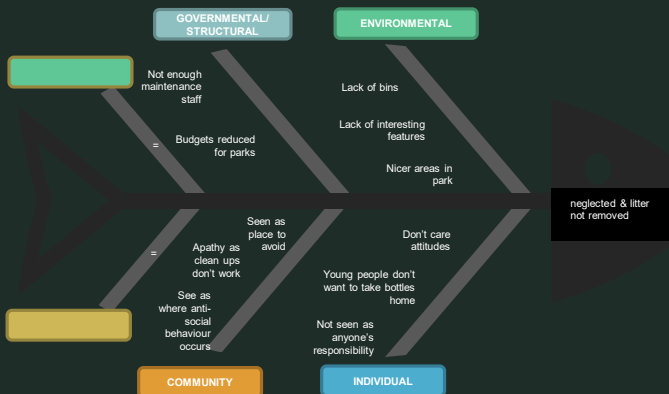 GOVERNMENTAL/
STRUCTURAL
ENVIRONMENTAL
Not enough
maintenance
staff
=
Budgets reduced
for parks
Lack of bins
Lack of interesting
features
Nicer areas in
park
neglected & litter
not removed
Seen as
place to
avoid
=
Apathy as
clean ups
don't work
See as
where anti-
social
behaviour
occurs
Don't care
attitudes
Young people don't
want to take bottles
home
Not seen as
anyone's
responsibility
COMMUNITY
INDIVIDUAL